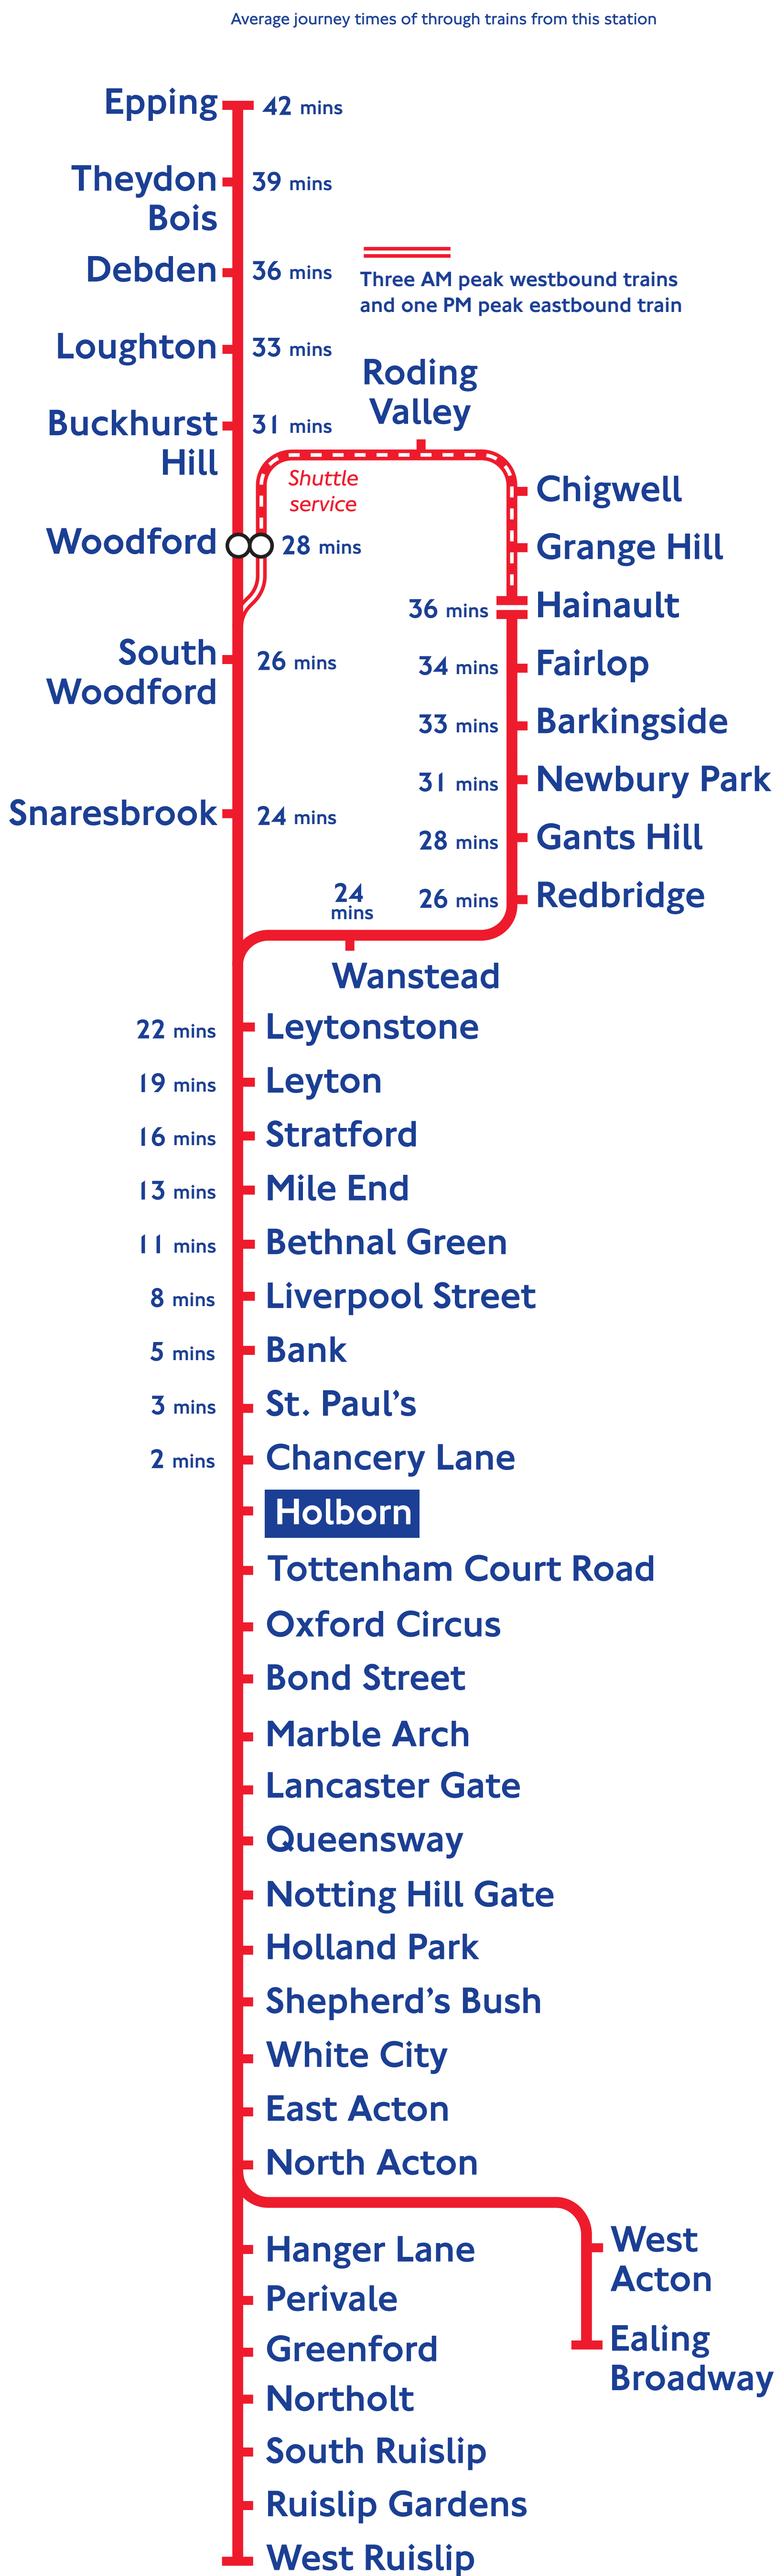 Average journey times of through trains from this station
Epping 42 mins
Theydon
Bois
39 mins
Debden 36 mins
Three AM peak westbound trains
and one PM peak eastbound train
Loughton 33 mins
Roding
Valley
Buckhurst
Hill
31 mins
Shuttle
service
Chigwell
Woodford 28 mins
Grange Hill
36 mins Hainault
South
Woodford
26 mins
34 mins Fairlop
33 mins Barkingside
31 mins Newbury Park
Snaresbrook 24 mins
28 mins Gants Hill
26 mins Redbridge
24
mins
Wanstead
22 mins Leytonstone
19 mins Leyton
16 mins Stratford
13 mins Mile End
11 mins Bethnal Green
8 mins Liverpool Street
5 mins Bank
3 mins St. Paul’s
2 mins Chancery Lane
Holborn
Tottenham Court Road
Oxford Circus
Bond Street
Marble Arch
Lancaster Gate
Queensway
Notting Hill Gate
Holland Park
Shepherd’s Bush
White City
East Acton
North Acton
West
Acton
Ealing
Broadway
Hanger Lane
Perivale
Greenford
Northolt
South Ruislip
Ruislip Gardens
West Ruislip